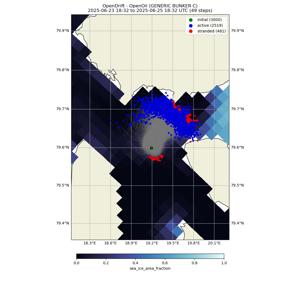 OpenDrift - OpenOil (GENERIC BUNKER C)
2025-06-23 18:32 to 2025-06-25 18:32 UTC (49 steps)
initial (3000)
active (2519)
stranded (481)
79.9°N
79.8°N
79.7°N
79.6°N
79.5°N
79.4°N
79.9°N
79.8°N
79.7°N
79.6°N
79.5°N
79.4°N
18.3°E 18.6°E 18.9°E 19.2°E 19.5°E 19.8°E 20.1°E
0.0 0.2 0.4 0.6 0.8 1.0
sea_ice_area_fraction